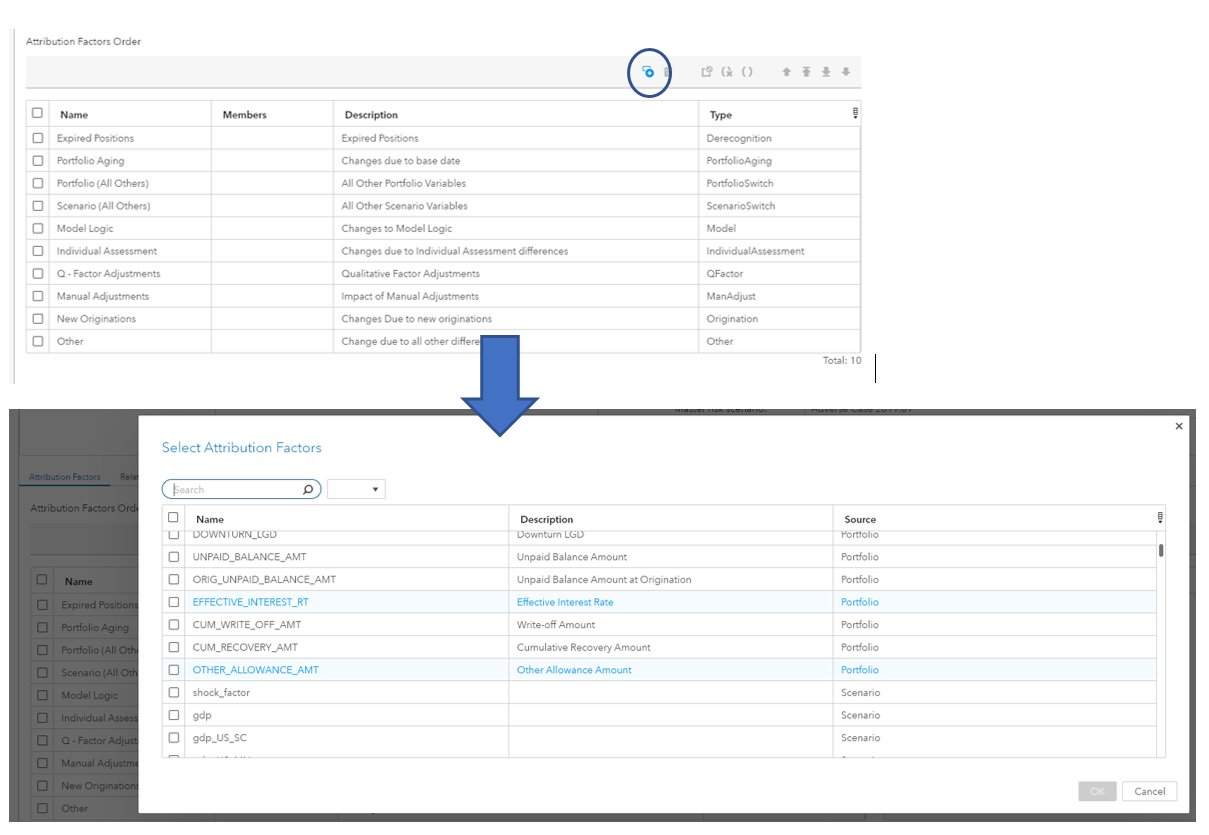 Attribution Factors Order
Name Members Description Type
Expired Positions Expired Positions Derecognition
Portfolio Aging Changes due to base date PortfolioAging
Portfolio (All Others) All Other Portfolio Variables PortfolioSwitch
Scenario (All Others) All Other Scenario Variables ScenarioSwitch
Model Logic Changes to Model Logic Model
Individual Assessment Changes due to Individual Assessment differences IndividualAssessment
Q - Factor Adjustments Qualitative Factor Adjustments QFactor
Manual Adjustments Impact of Manual Adjustments ManAdjust
New Originations Changes Due to new originations Origination
Other Change due to all other differe Other
Total: 10
Master risk scenario: Adverse Case 2019:01
Select Attribution Factors
Attribution Factors Relat
Search
Attribution Factors Orde
Name Description Source
DOWNTURN_LGD Downturn LGD Portfolio
UNPAID_BALANCE_AMT Unpaid Balance Amount Portfolio
Name ORIG_UNPAID_BALANCE_AMT Unpaid Balance Amount at Origination Portfolio
Expired Positions EFFECTIVE_INTEREST_RT Effective Interest Rate Portfolio
Portfolio Aging CUM_WRITE_OFF_AMT Write-off Amount Portfolio
Portfolio (All Othe CUM_RECOVERY_AMT Cumulative Recovery Amount Portfolio
Scenario (All Oth OTHER_ALLOWANCE_AMT Other Allowance Amount Portfolio
Model Logic shock_factor Scenario
Individual Assess gdp Scenario
Q - Factor Adjust gdp_US_SC Scenario
Manual Adjustme
New Originations OK Cancel
Other